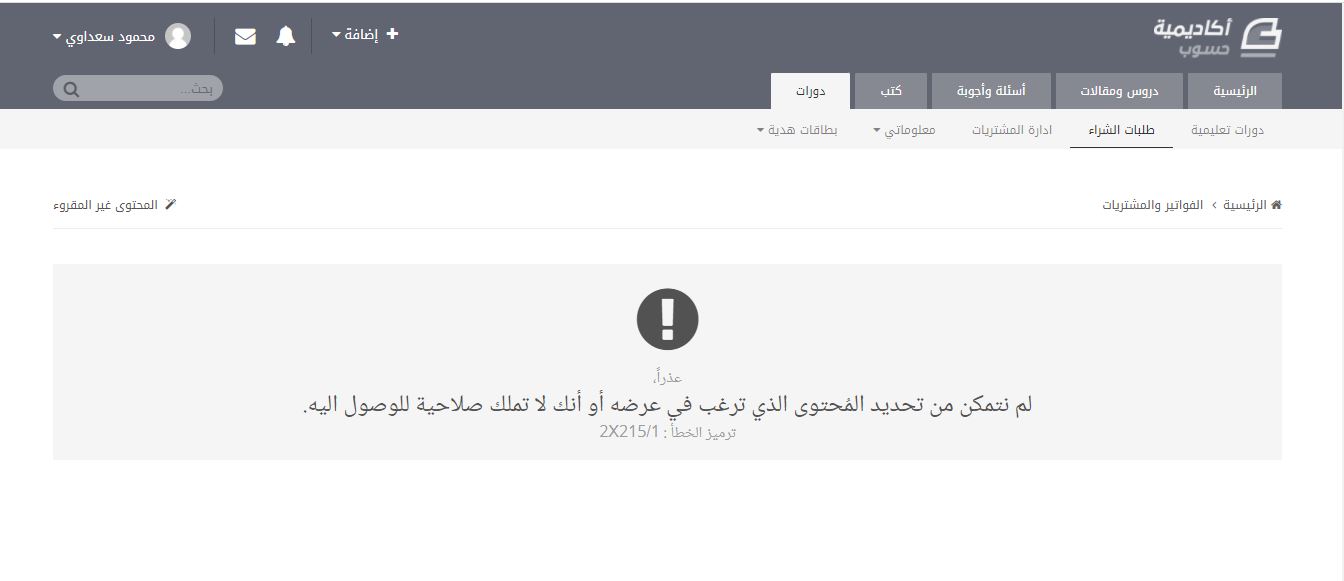 أكاديمية
حسوب
إضافة
محمود سعداوي
الرئيسية
دروس ومقالات
أسئلة وأجوبة
كتب
دورات
بحث...
دورات تعليمية
طلبات الشراء
ادارة المشتريات
معلوماتي
بطاقات هدية
الرئيسية › الفواتير والمشتريات
المحتوى غير المقروء
عذراً،
لم نتمكن من تحديد المُحتوى الذي ترغب في عرضه أو أنك لا تملك صلاحية للوصول اليه.
ترميز الخطأ : 2X215/1